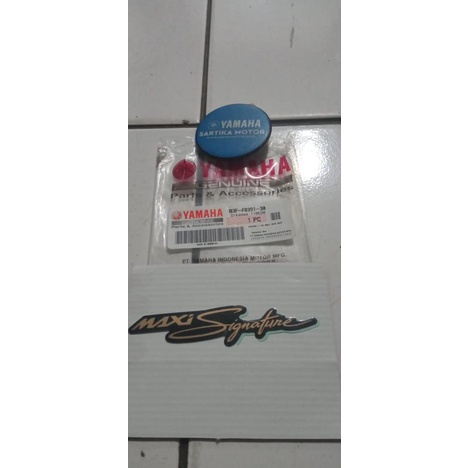 YAMAHA
SARTIKA MOTOR
YAMAHA
GENUINE
Parts & Accessories
YAMAHA
Parts & Accessories
1 PC
PT. YAMAHA INDONESIA MOTOR MFG.
MAXi Signature